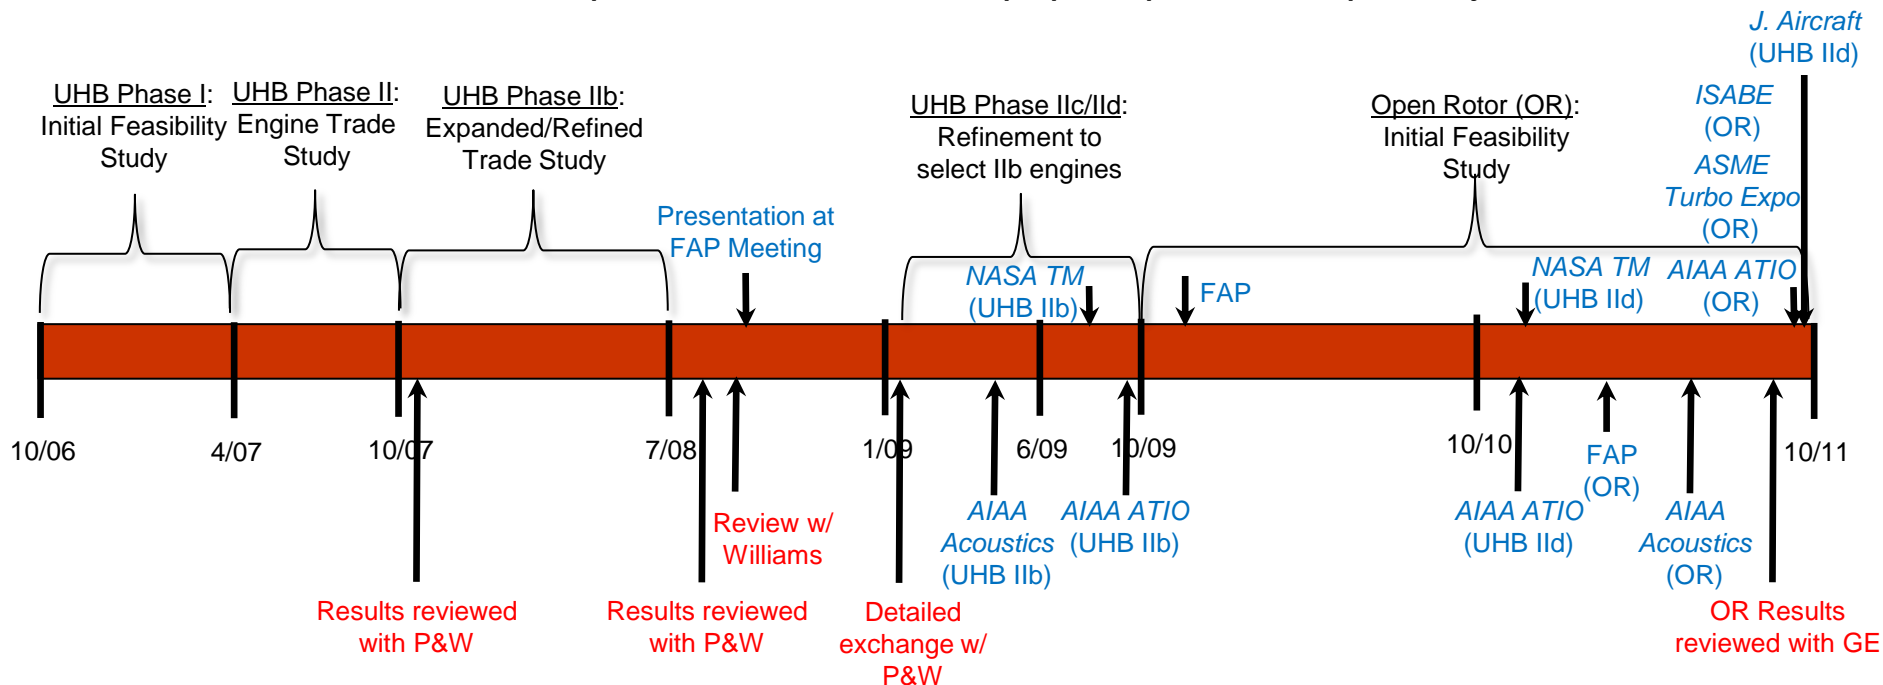 J. Aircraft
(UHB IId)
UHB Phase I:
Initial Feasibility
Study
UHB Phase II:
Engine Trade
Study
UHB Phase IIb:
Expanded/Refined
Trade Study
UHB Phase IIc/IId:
Refinement to
select IIb engines
Open Rotor (OR):
Initial Feasibility
Study
ISABE
(OR)
ASME
Turbo Expo
(OR)
Presentation at
FAP Meeting
NASA TM
(UHB IIb)
FAP
NASA TM
(UHB IId)
AIAA ATIO
(OR)
10/06
4/07
10/07
7/08
1/09
6/09
10/09
10/10
10/11
Results reviewed
with P&W
Results reviewed
with P&W
Review w/
Williams
Detailed
exchange w/
P&W
AIAA
Acoustics
(UHB IIb)
AIAA ATIO
(UHB IIb)
AIAA ATIO
(UHB IId)
FAP
(OR)
AIAA
Acoustics
(OR)
OR Results
reviewed with GE